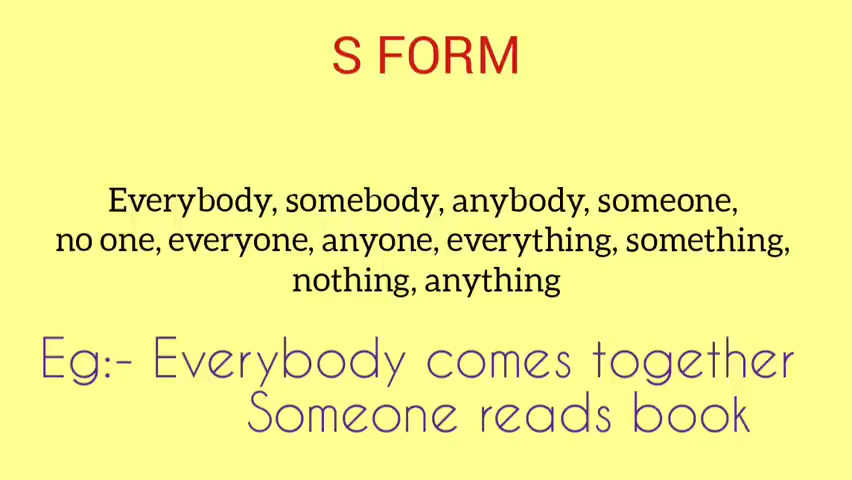 S FORM
Everybody, somebody, anybody, someone,
no one, everyone, anyone, everything, something,
nothing, anything
Eg:- Everybody comes together
Someone reads book